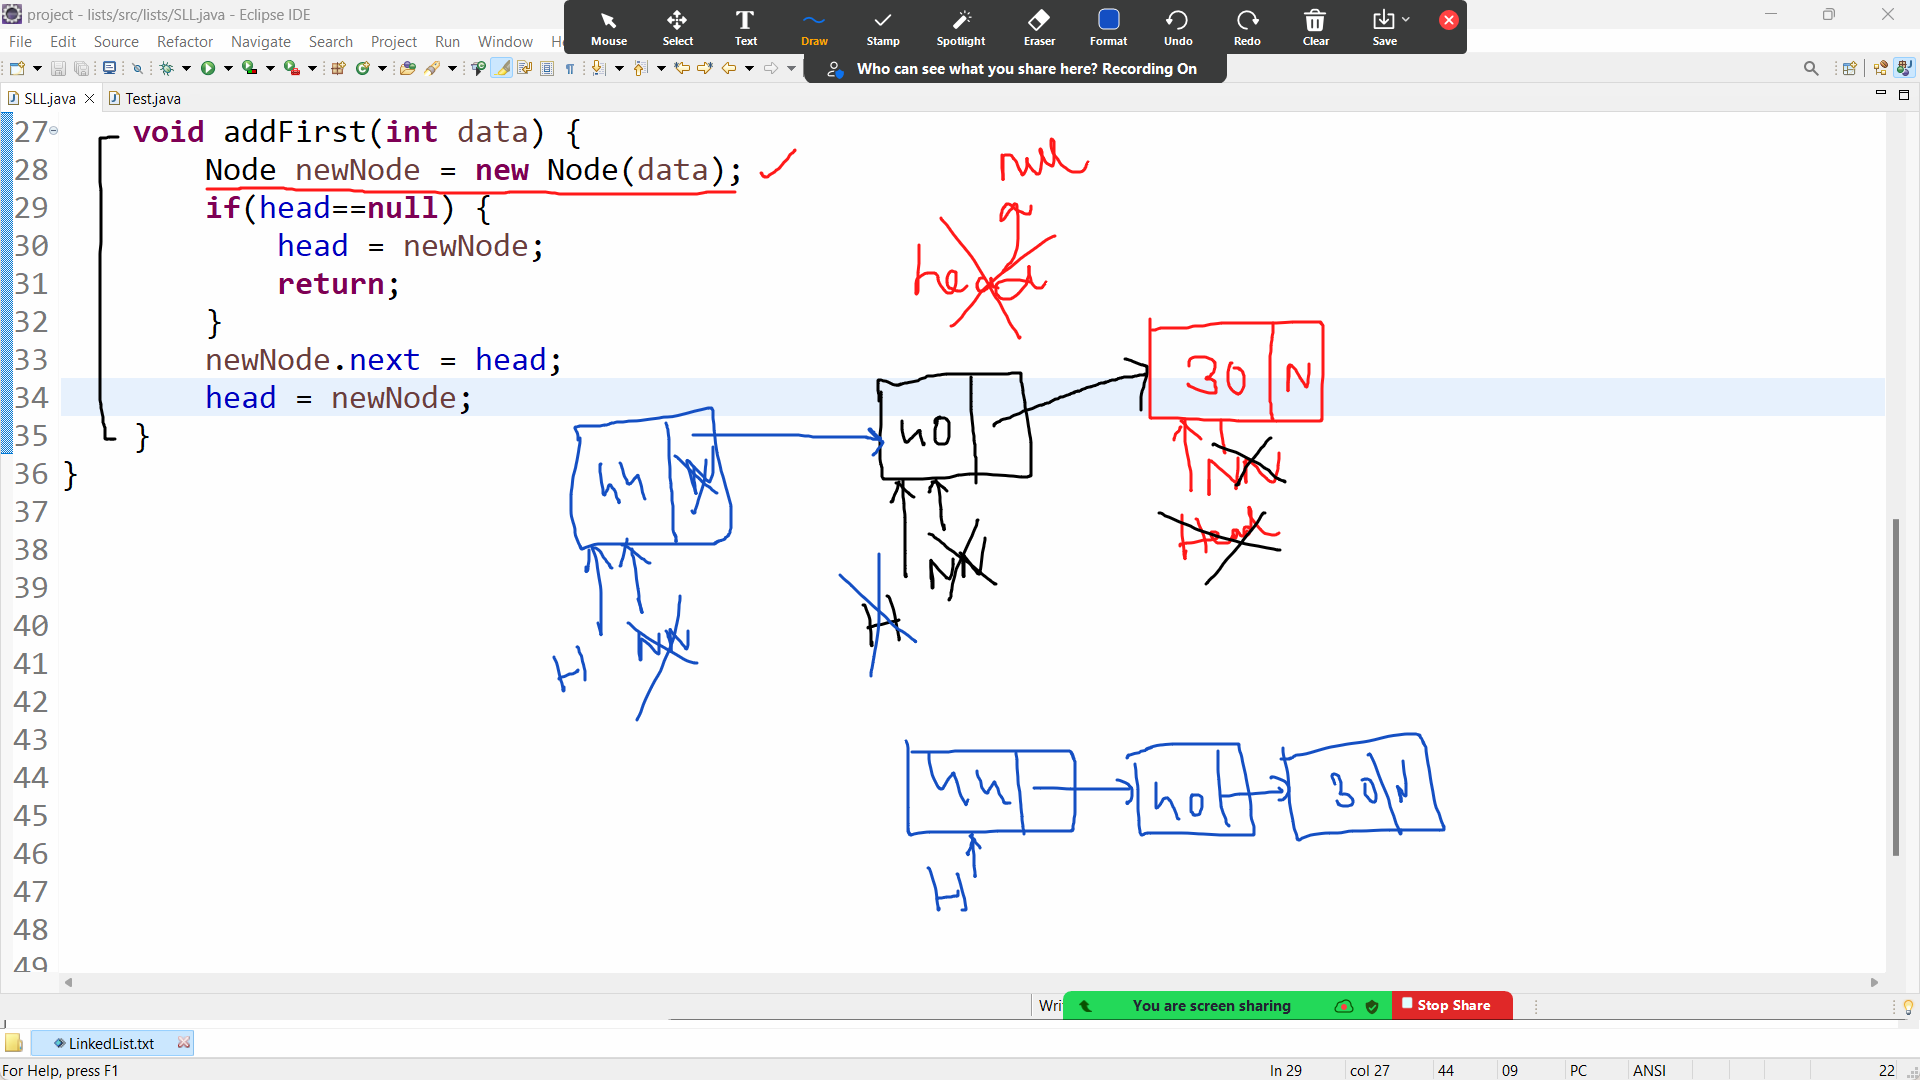 project - lists/src/lists/SLL.java - Eclipse IDE
File Edit Source Refactor Navigate Search Project Run Window
Mouse Select Text Draw Stamp Spotlight Eraser Format Undo Redo Clear Save
Who can see what you share here? Recording On
SLL.java Test.java
27 void addFirst(int data) {
28 Node newNode = new Node(data);
29 if(head==null) {
30 head = newNode;
31 return;
32 }
33 newNode.next = head;
34 head = newNode;
35 }
36 }
37
38
39
40
41
42
43
44
45
46
47
48
49
null
head
30 N
40
NN
Head
N
NN
H
H
NN
40 30 N
H
Wri
You are screen sharing Stop Share
LinkedList.txt
For Help, press F1 ln 29 col 27 44 09 PC ANSI 22